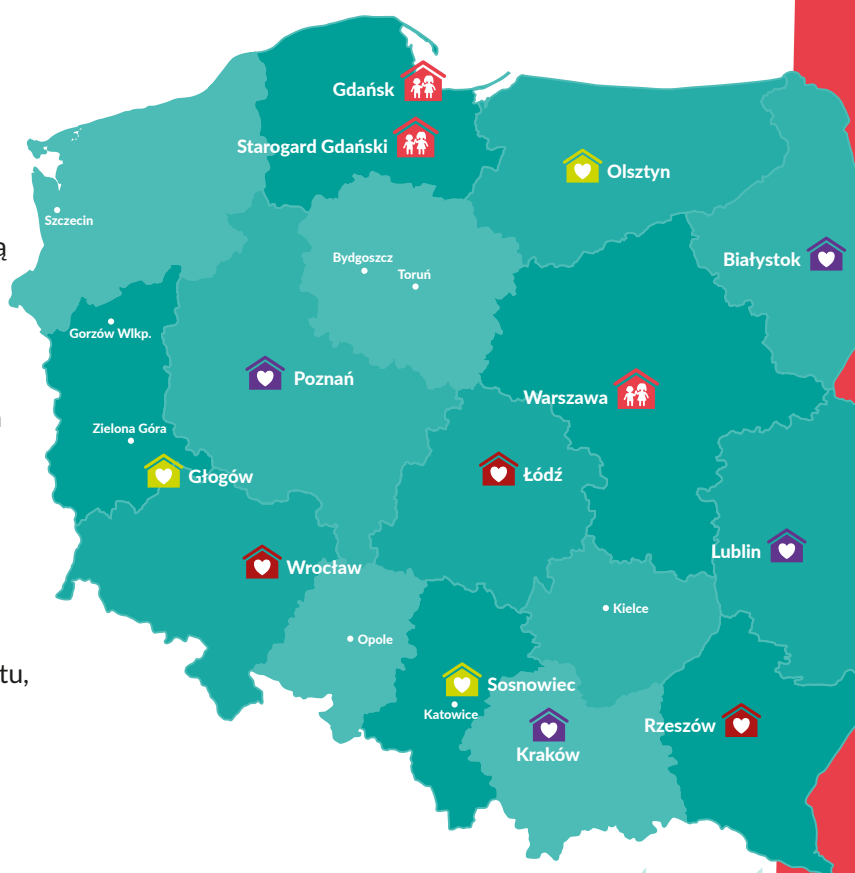 Gdańsk
Starogard Gdański
Olsztyn
Szczecin
ą
Białystok
Bydgoszcz
Toruń
Gorzów Wlkp.
Poznań
Warszawa
Zielona Góra
Głogów
Łódź
Lublin
Wrocław
Kielce
Opole
tu,
Sosnowiec
Katowice
Rzeszów
Kraków